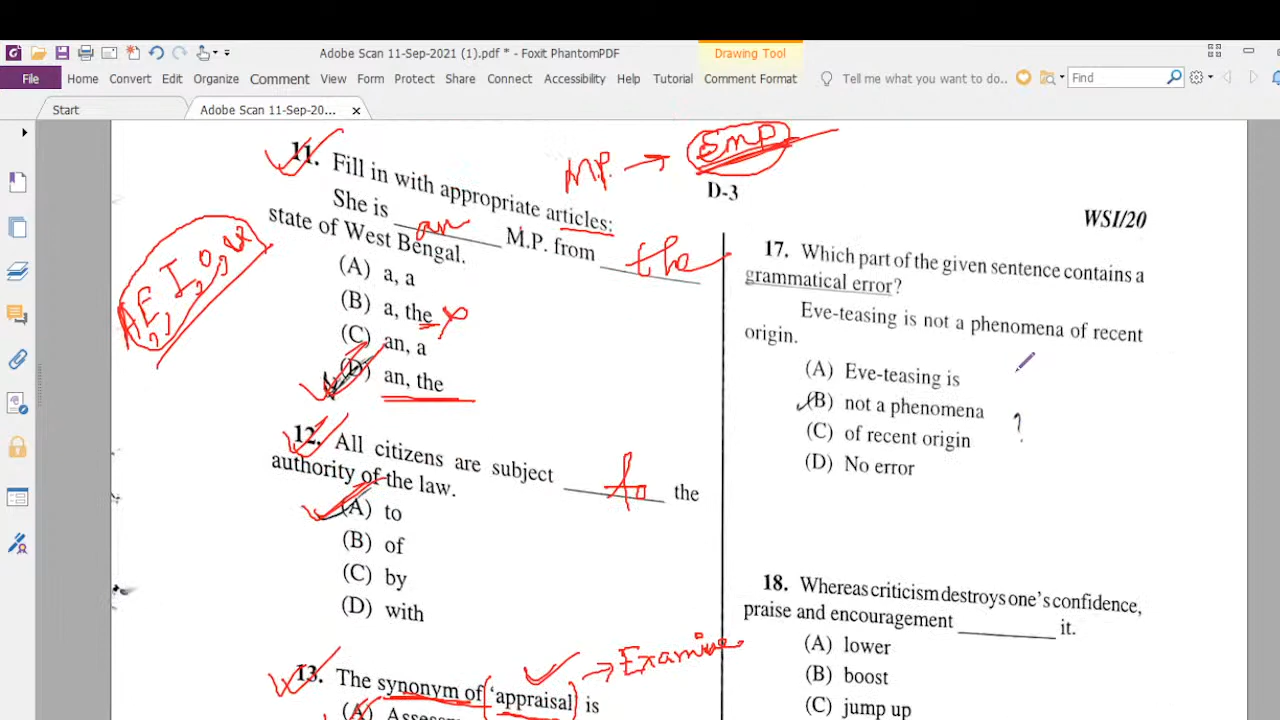 Adobe Scan 11-Sep-2021 (1).pdf * - Foxit PhantomPDF
Drawing Tool
File Home Convert Edit Organize Comment View Form Protect Share Connect Accessibility Help Tutorial Comment Format Tell me what you want to do.. Find
Start Adobe Scan 11-Sep-20...
M.P. → EmP
11. Fill in with appropriate articles:
She is an M.P. from the
state of West Bengal.
A, E, I, O, U
(A) a, a
(B) a, the
(C) an, a
(D) an, the
12. All citizens are subject to the
authority of the law.
(A) to
(B) of
(C) by
(D) with
13. The synonym of 'appraisal' is → Examine
(A) Assess
D-3
WSI/20
17. Which part of the given sentence contains a
grammatical error?
Eve-teasing is not a phenomena of recent
origin.
(A) Eve-teasing is
(B) not a phenomena
(C) of recent origin ?
(D) No error
18. Whereas criticism destroys one's confidence,
praise and encouragement ________ it.
(A) lower
(B) boost
(C) jump up